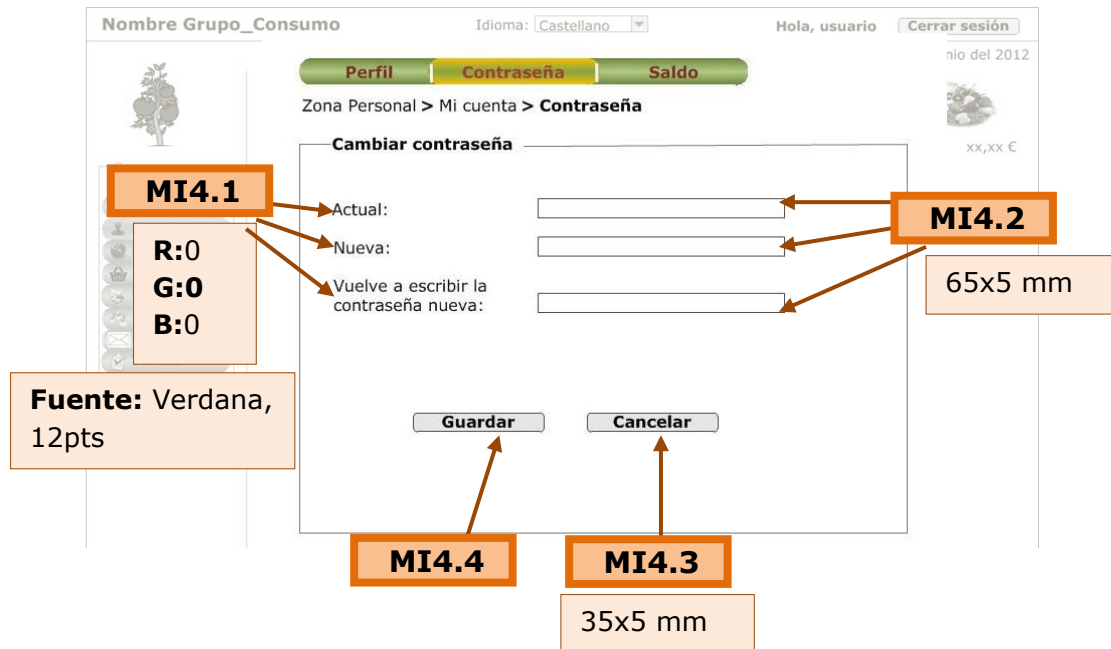 Nombre Grupo_Consumo Idioma: Castellano Hola, usuario Cerrar sesión
nio del 2012
Perfil Contraseña Saldo
Zona Personal > Mi cuenta > Contraseña
xx,xx €
Cambiar contraseña
MI4.1
Actual:
MI4.2
R:0
G:0
B:0
Nueva:
65x5 mm
Vuelve a escribir la
contraseña nueva:
Fuente: Verdana,
12pts
Guardar Cancelar
MI4.4 MI4.3
35x5 mm